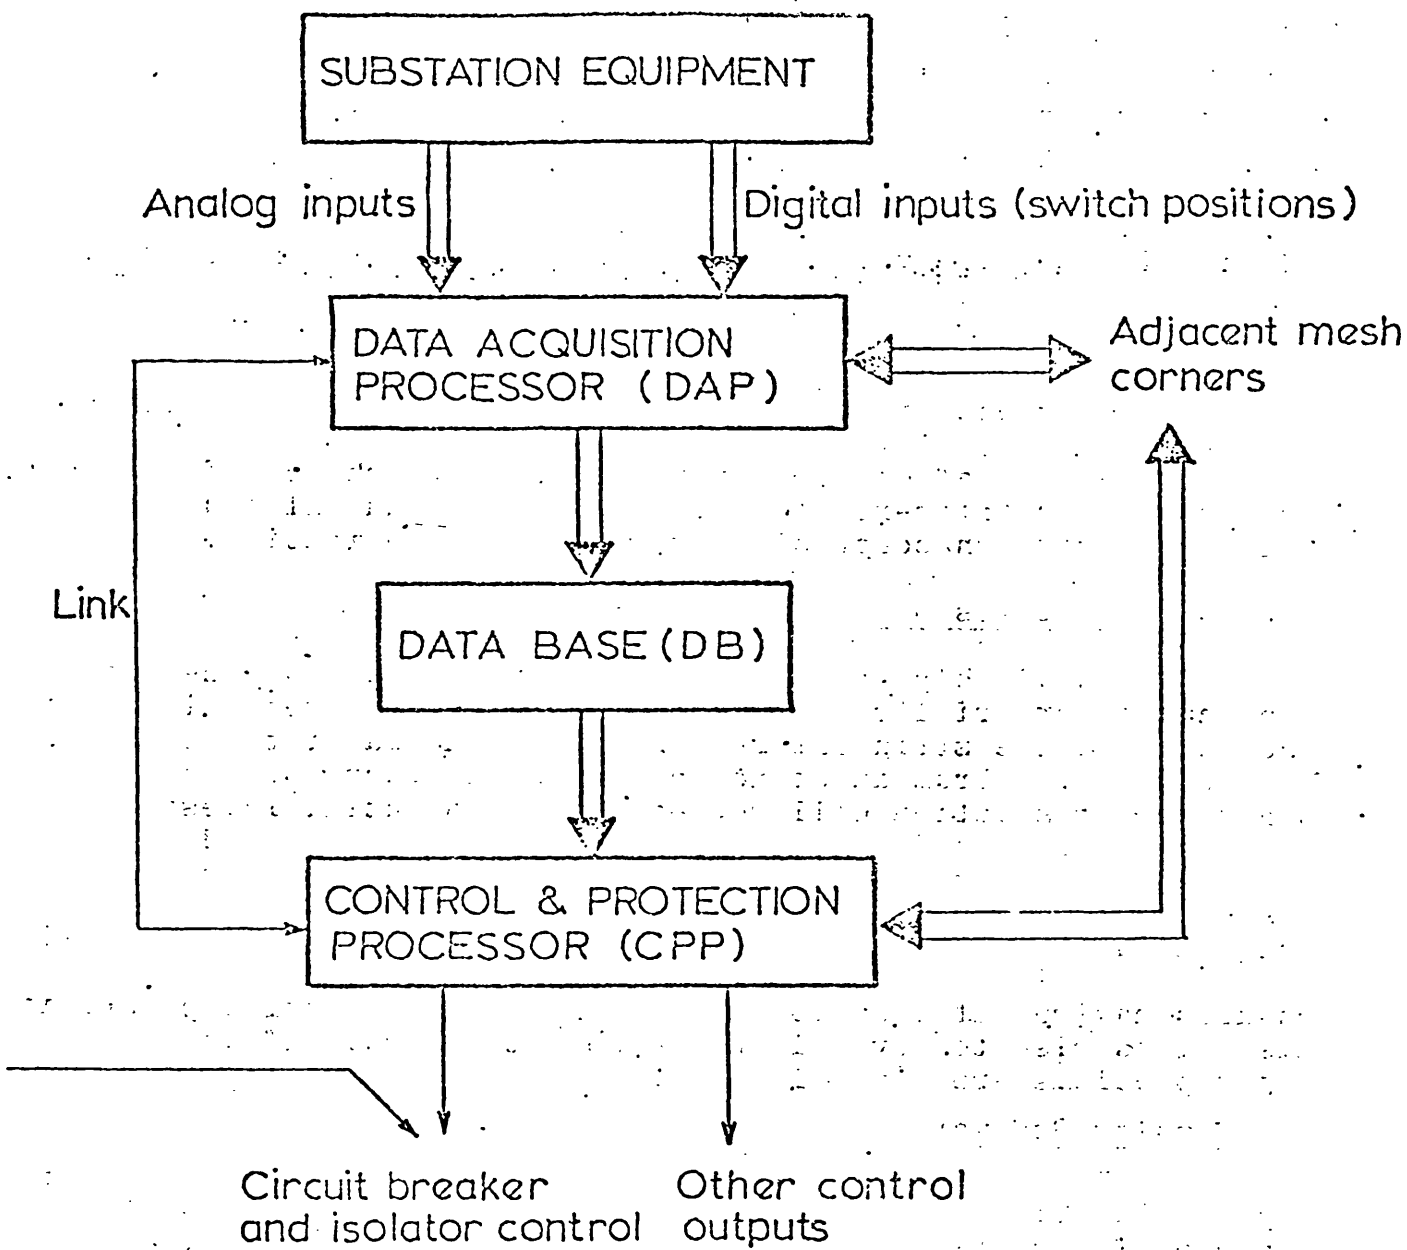 SUBSTATION EQUIPMENT
Analog inputs
Digital inputs (switch positions)
DATA ACQUISITION
PROCESSOR (DAP)
Adjacent mesh
corners
Link
DATA BASE (DB)
CONTROL & PROTECTION
PROCESSOR (CPP)
Circuit breaker
and isolator control
Other control
outputs